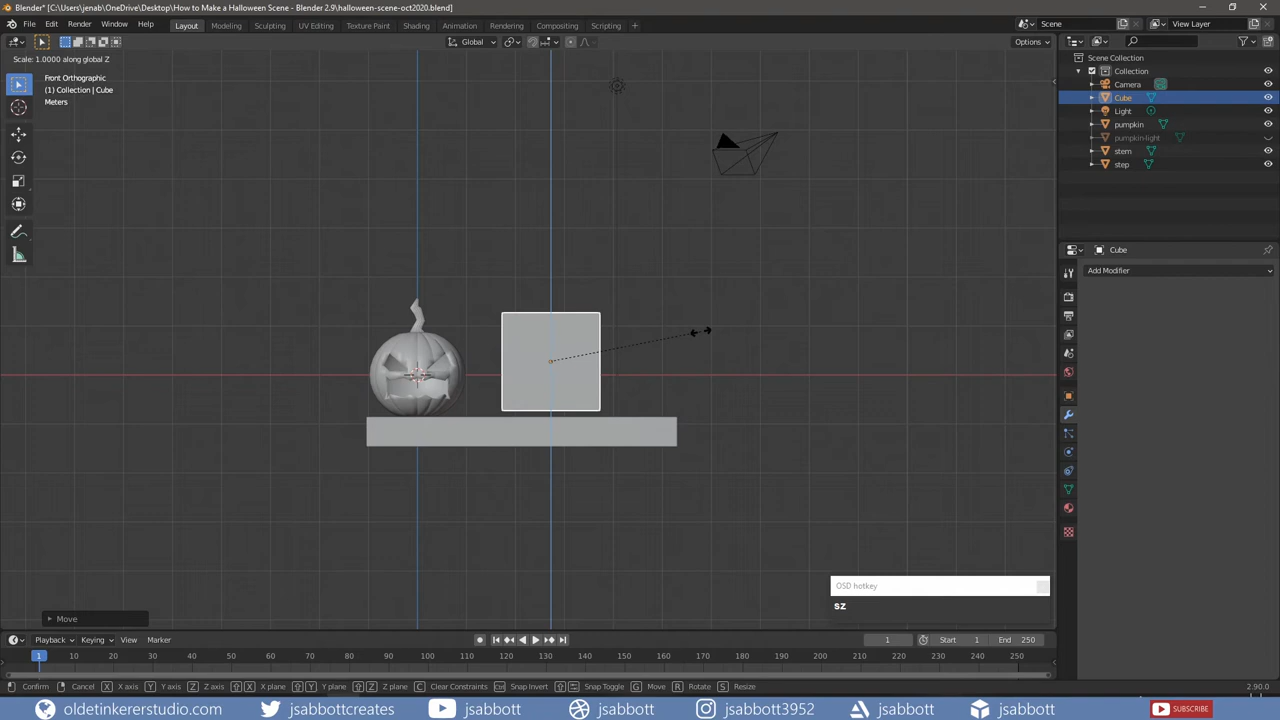 Blender* [C:\Users\jenab\OneDrive\Desktop\How to Make a Halloween Scene - Blender 2.9\halloween-scene-oct2020.blend]
File Edit Render Window Help Layout Modeling Sculpting UV Editing Texture Paint Shading Animation Rendering Compositing Scripting + Scene View Layer
Global Options
Scale: 1.0000 along global Z
Front Orthographic
(1) Collection | Cube
Meters
Scene Collection
Collection
Camera
Cube
Light
pumpkin
pumpkin-light
stem
step
Cube
Add Modifier
OSD hotkey
SZ
Move
Playback Keying View Marker 1 Start 1 End 250
1 10 20 30 40 50 60 70 80 90 100 110 120 130 140 150 160 170 180 190 200 210 220 230 240 250
Confirm Cancel X X axis Y Y axis Z Z axis X X plane Y Y plane Z Z plane C Clear Constraints Ctrl Snap Invert Snap Toggle G Move R Rotate S Resize 2.90.0
oldetinkererstudio.com jsabbottcreates jsabbott jsabbott jsabbott3952 jsabbott jsabbott SUBSCRIBE